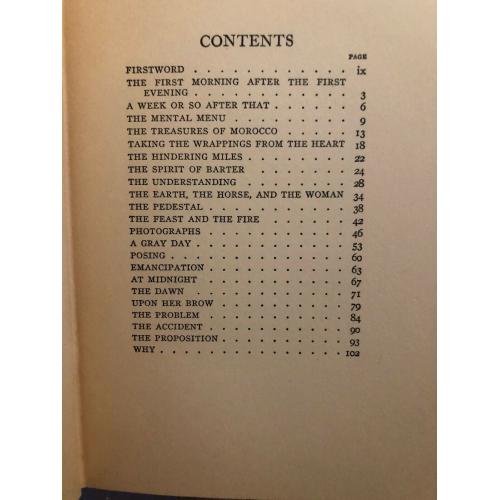 CONTENTS
PAGE
FIRSTWORD . . . . . . . . . . . . ix
THE FIRST MORNING AFTER THE FIRST
EVENING . . . . . . . . . . . . 3
A WEEK OR SO AFTER THAT . . . . . . . 6
THE MENTAL MENU . . . . . . . . . . 9
THE TREASURES OF MOROCCO . . . . . . 13
TAKING THE WRAPPINGS FROM THE HEART 18
THE HINDERING MILES . . . . . . . . . 22
THE SPIRIT OF BARTER . . . . . . . . 24
THE UNDERSTANDING . . . . . . . . . 28
THE EARTH, THE HORSE, AND THE WOMAN 34
THE PEDESTAL . . . . . . . . . . . 38
THE FEAST AND THE FIRE . . . . . . . 42
PHOTOGRAPHS . . . . . . . . . . . 46
A GRAY DAY . . . . . . . . . . . . 53
POSING . . . . . . . . . . . . . . 60
EMANCIPATION . . . . . . . . . . . 63
AT MIDNIGHT . . . . . . . . . . . 67
THE DAWN . . . . . . . . . . . . 71
UPON HER BROW . . . . . . . . . . 79
THE PROBLEM . . . . . . . . . . . 84
THE ACCIDENT . . . . . . . . . . . 90
THE PROPOSITION . . . . . . . . . . 93
WHY . . . . . . . . . . . . . . . 102